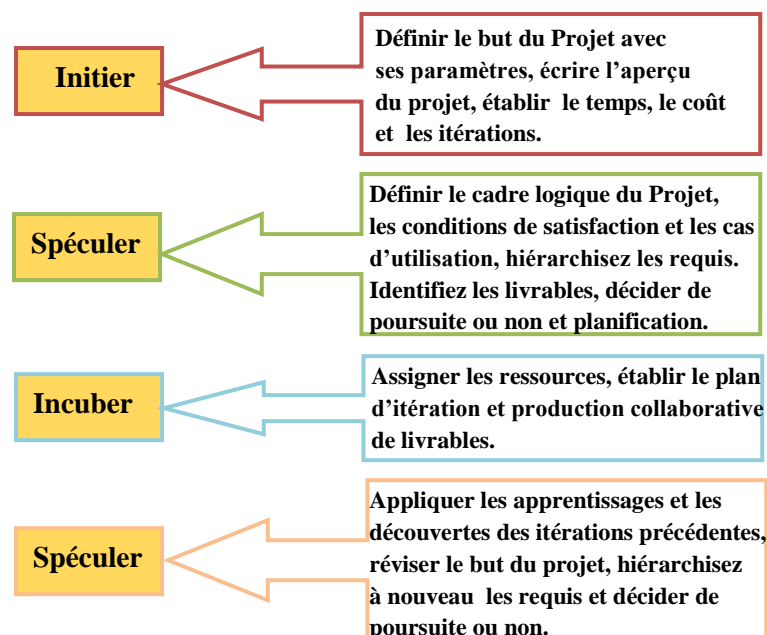 Initier
Définir le but du Projet avec
ses paramètres, écrire l’aperçu
du projet, établir le temps, le coût
et les itérations.
Spéculer
Définir le cadre logique du Projet,
les conditions de satisfaction et les cas
d’utilisation, hiérarchisez les requis.
Identifiez les livrables, décider de
poursuite ou non et planification.
Incuber
Assigner les ressources, établir le plan
d’itération et production collaborative
de livrables.
Spéculer
Appliquer les apprentissages et les
découvertes des itérations précédentes,
réviser le but du projet, hiérarchisez
à nouveau les requis et décider de
poursuite ou non.